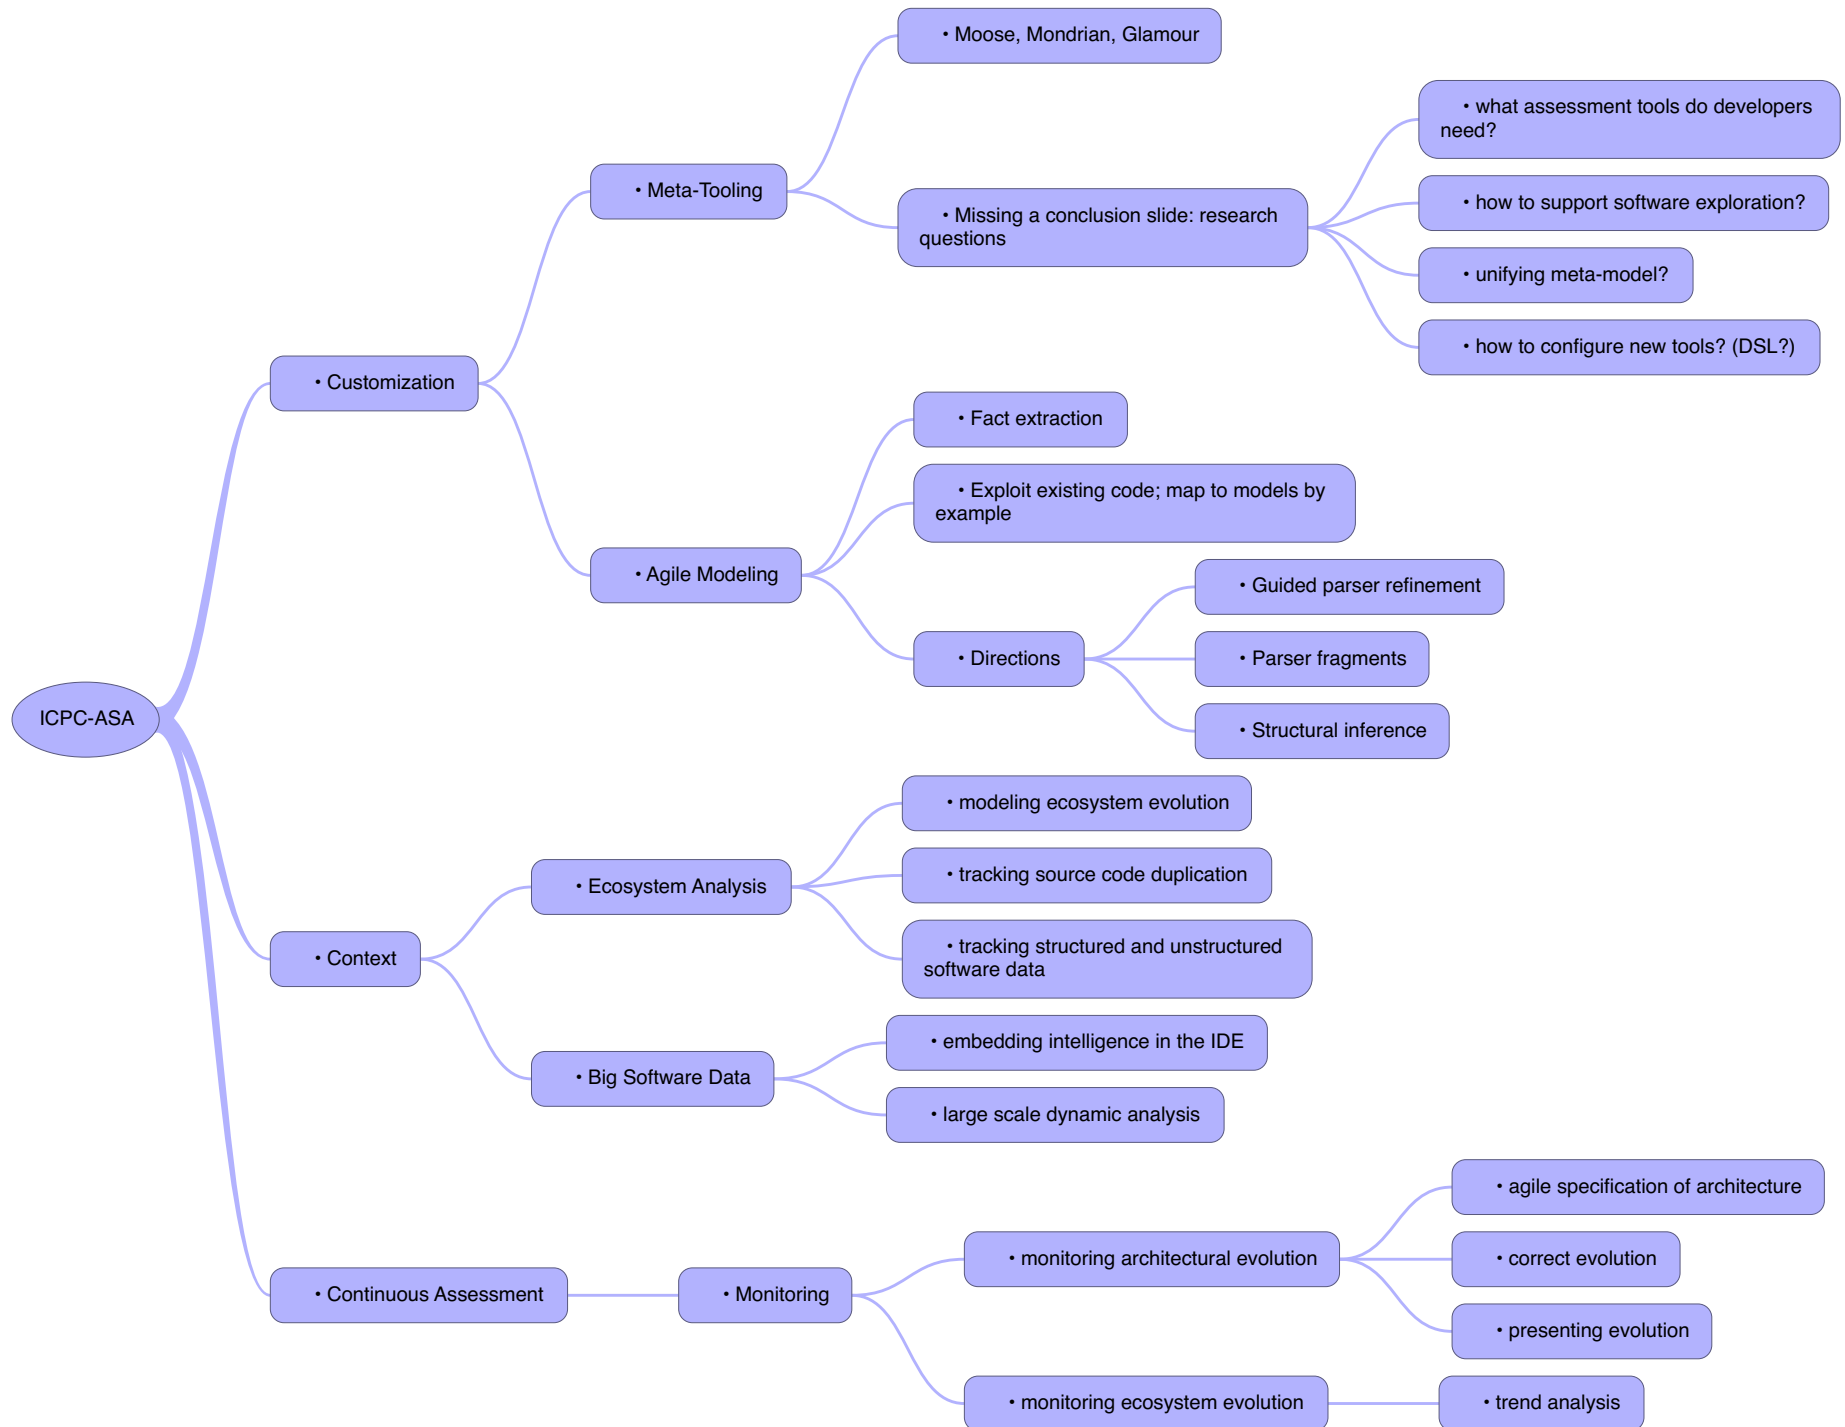 • Moose, Mondrian, Glamour
• what assessment tools do developers
need?
• Meta-Tooling
• how to support software exploration?
• Missing a conclusion slide: research
questions
• unifying meta-model?
• how to configure new tools? (DSL?)
• Customization
• Fact extraction
• Exploit existing code; map to models by
example
• Agile Modeling
• Guided parser refinement
• Directions
• Parser fragments
• Structural inference
ICPC-ASA
• modeling ecosystem evolution
• Ecosystem Analysis
• tracking source code duplication
• tracking structured and unstructured
software data
• Context
• embedding intelligence in the IDE
• Big Software Data
• large scale dynamic analysis
• agile specification of architecture
• monitoring architectural evolution
• correct evolution
• Continuous Assessment
• Monitoring
• presenting evolution
• monitoring ecosystem evolution
• trend analysis